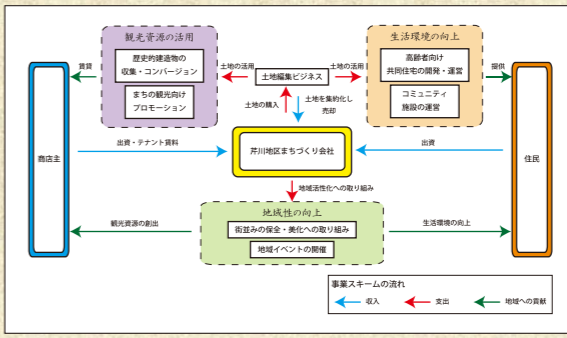 観光資源の活用
歴史的建造物の
収集・コンバージョン
まちの観光向け
プロモーション
賃貸
土地の活用
土地編集ビジネス
土地の活用
土地の購入
土地を集約化し
売却
生活環境の向上
高齢者向け
共同住宅の開発・運営
コミュニティ
施設の運営
提供
商店主
出資・テナント賃料
芹川地区まちづくり会社
出資
住民
地域活性化への取り組み
地域性の向上
街並みの保全・美化への取り組み
地域イベントの開催
観光資源の創出
生活環境の向上
事業スキームの流れ
収入
支出
地域への貢献